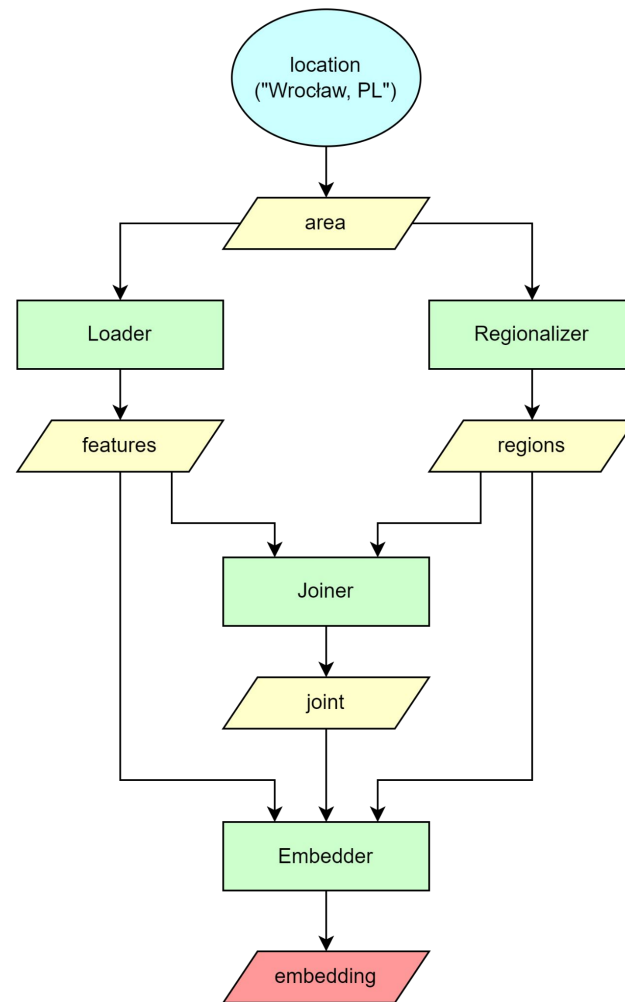 location
("Wrocław, PL")
area
Loader
Regionalizer
features
regions
Joiner
joint
Embedder
embedding